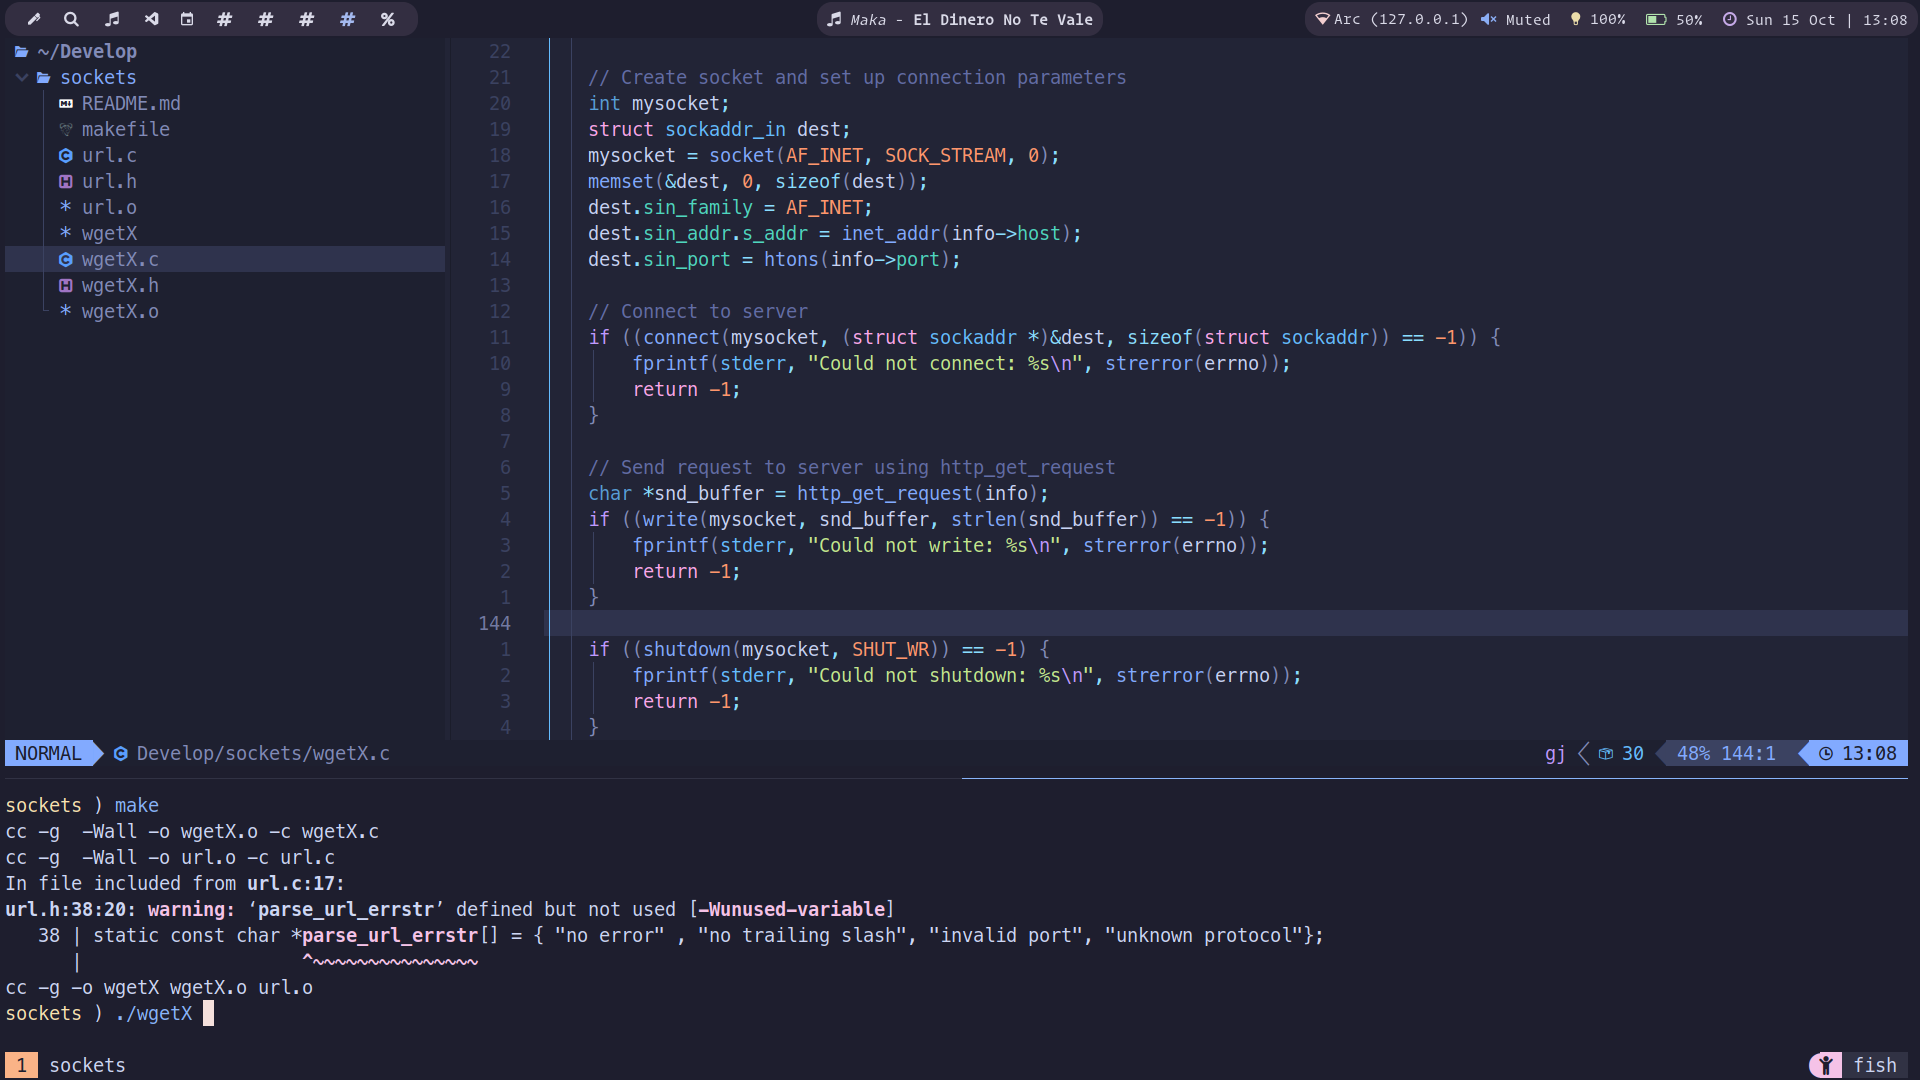 # # # # %
Maka - El Dinero No Te Vale
Arc (127.0.0.1) Muted 100% 50% Sun 15 Oct | 13:08
~/Develop
sockets
README.md
makefile
url.c
url.h
* url.o
* wgetX
wgetX.c
wgetX.h
* wgetX.o
22
21 // Create socket and set up connection parameters
20 int mysocket;
19 struct sockaddr_in dest;
18 mysocket = socket(AF_INET, SOCK_STREAM, 0);
17 memset(&dest, 0, sizeof(dest));
16 dest.sin_family = AF_INET;
15 dest.sin_addr.s_addr = inet_addr(info->host);
14 dest.sin_port = htons(info->port);
13
12 // Connect to server
11 if ((connect(mysocket, (struct sockaddr *)&dest, sizeof(struct sockaddr)) == -1)) {
10 fprintf(stderr, "Could not connect: %s\n", strerror(errno));
9 return -1;
8 }
7
6 // Send request to server using http_get_request
5 char *snd_buffer = http_get_request(info);
4 if ((write(mysocket, snd_buffer, strlen(snd_buffer)) == -1)) {
3 fprintf(stderr, "Could not write: %s\n", strerror(errno));
2 return -1;
1 }
144
1 if ((shutdown(mysocket, SHUT_WR)) == -1) {
2 fprintf(stderr, "Could not shutdown: %s\n", strerror(errno));
3 return -1;
4 }
NORMAL Develop/sockets/wgetX.c gj 30 48% 144:1 13:08
sockets ) make
cc -g  -Wall -o wgetX.o -c wgetX.c
cc -g  -Wall -o url.o -c url.c
In file included from url.c:17:
url.h:38:20: warning: ‘parse_url_errstr’ defined but not used [-Wunused-variable]
38 | static const char *parse_url_errstr[] = { "no error" , "no trailing slash", "invalid port", "unknown protocol"};
| ^~~~~~~~~~~~~~~~
cc -g -o wgetX wgetX.o url.o
sockets ) ./wgetX
1 sockets fish